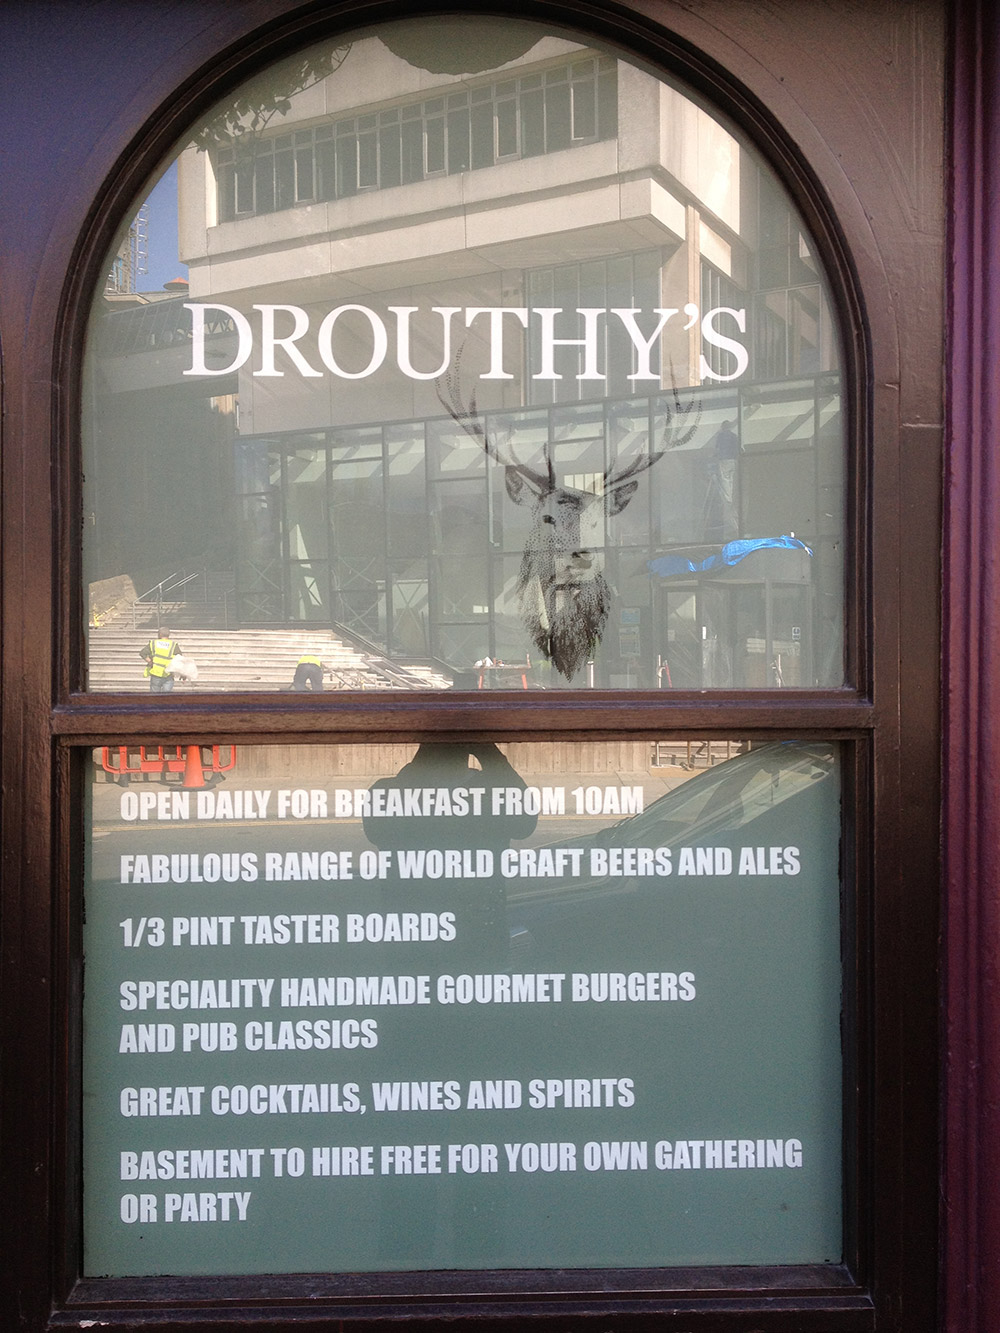 DROUTHY'S
OPEN DAILY FOR BREAKFAST FROM 10AM
FABULOUS RANGE OF WORLD CRAFT BEERS AND ALES
1/3 PINT TASTER BOARDS
SPECIALITY HANDMADE GOURMET BURGERS
AND PUB CLASSICS
GREAT COCKTAILS, WINES AND SPIRITS
BASEMENT TO HIRE FREE FOR YOUR OWN GATHERING
OR PARTY